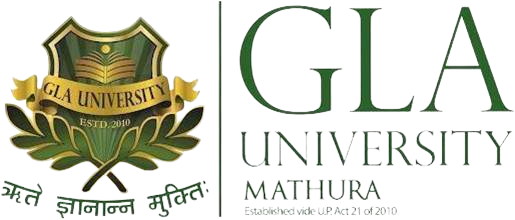 GLA UNIVERSITY
ESTD. 2010
ऋते ज्ञानान्न मुक्तिः
GLA
UNIVERSITY
MATHURA
Established vide U.P. Act 21 of 2010